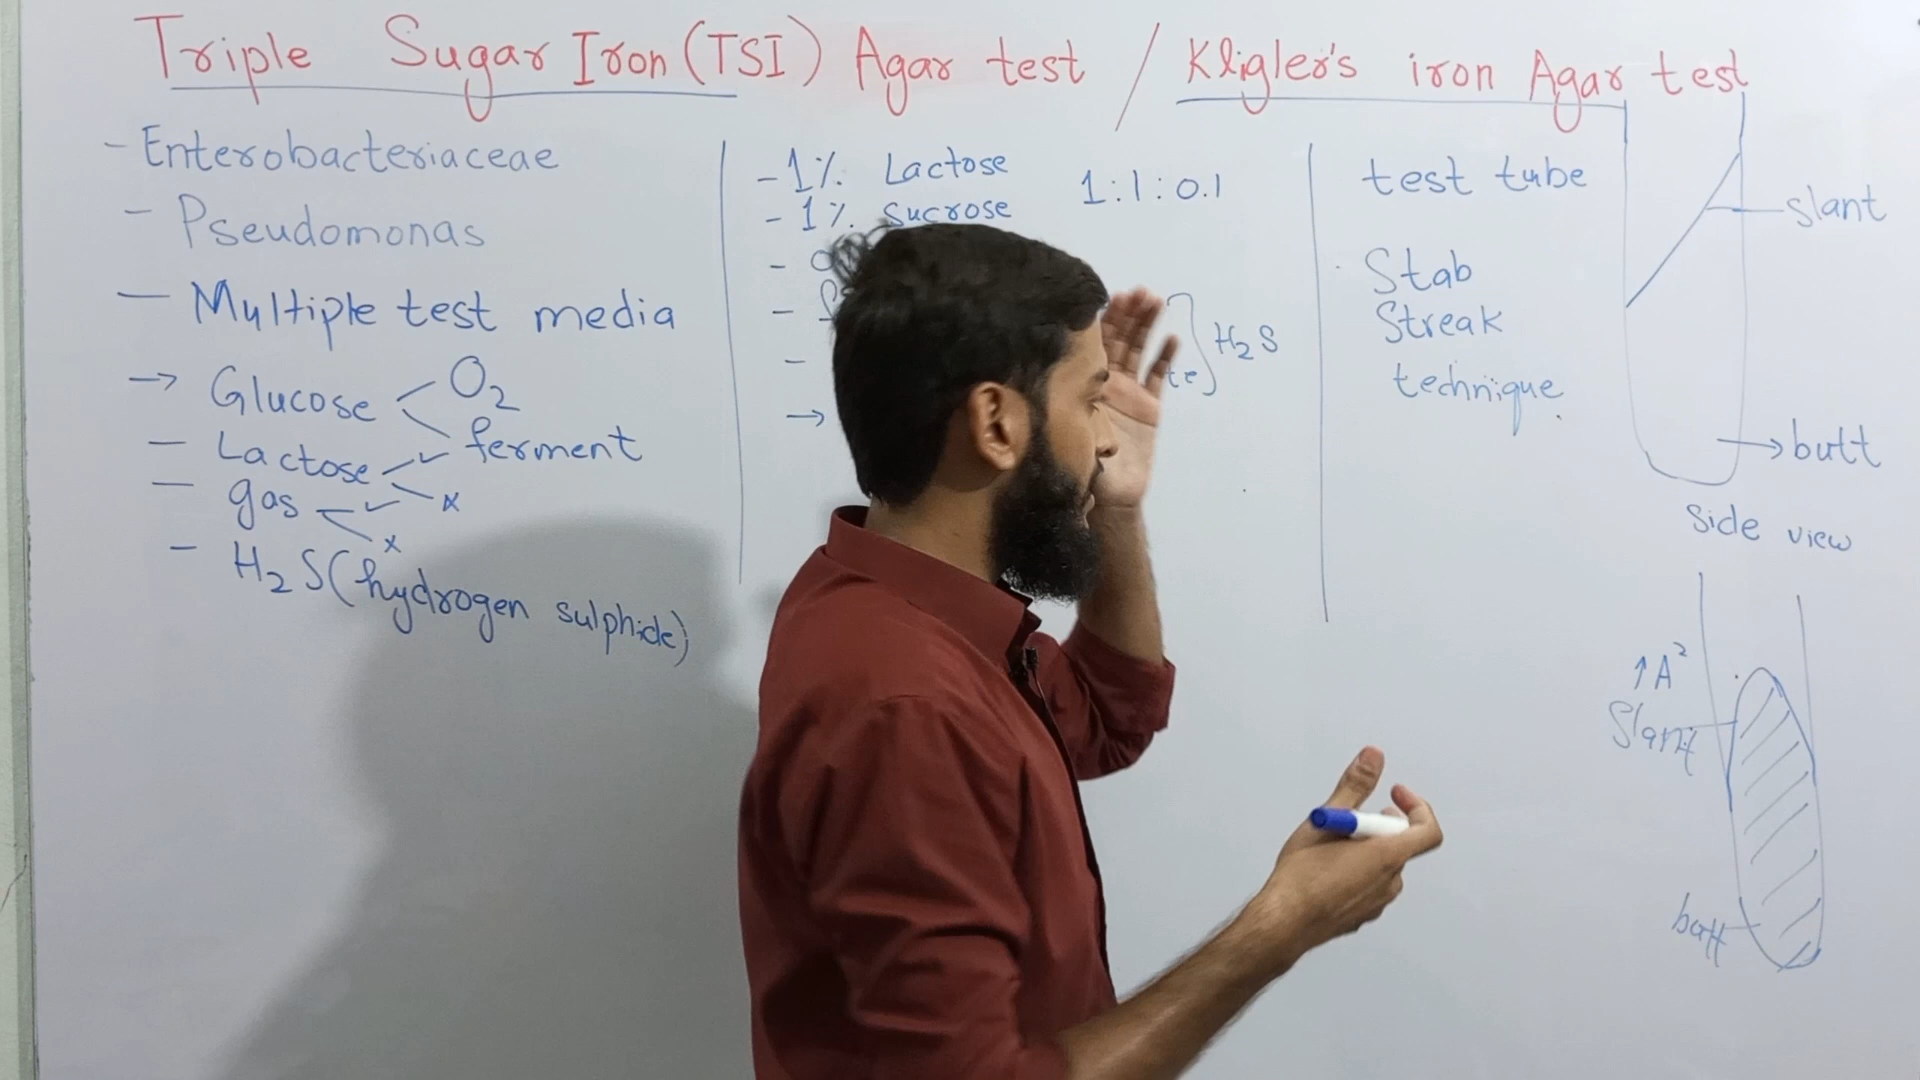 Triple Sugar Iron (TSI) Agar test / Kligler's iron Agar test
- Enterobacteriaceae
- Pseudomonas
- Multiple test media
→ Glucose < O2
ferment
- Lactose < ✓ x
- gas < ✓ x
- H2S (hydrogen sulphide)
- 1% Lactose
- 1% Sucrose
1:1:0.1
te } H2S
test tube
Stab
Streak
technique
slant
butt
Side view
↑A²
Slant
butt